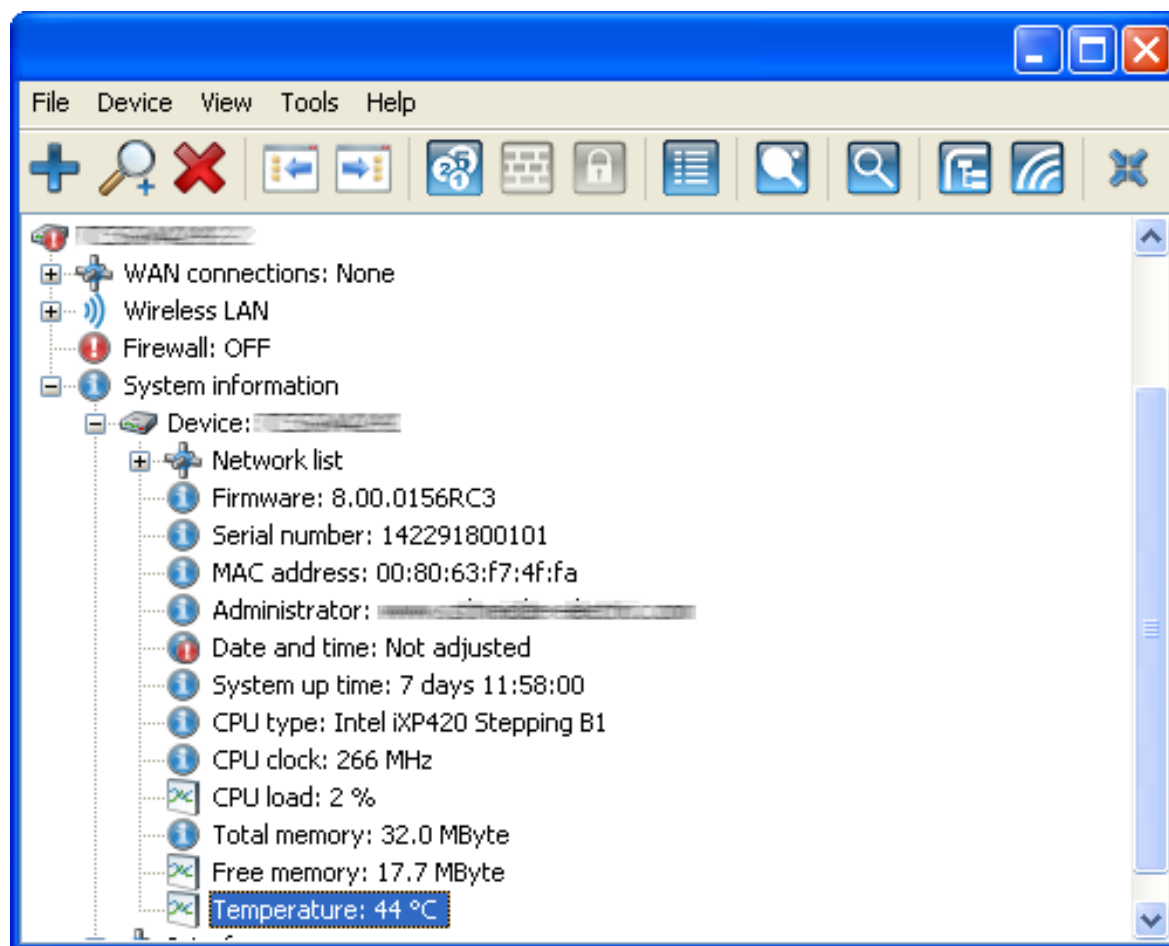 File Device View Tools Help
WAN connections: None
Wireless LAN
Firewall: OFF
System information
Device:
Network list
Firmware: 8.00.0156RC3
Serial number: 142291800101
MAC address: 00:80:63:f7:4f:fa
Administrator:
Date and time: Not adjusted
System up time: 7 days 11:58:00
CPU type: Intel iXP420 Stepping B1
CPU clock: 266 MHz
CPU load: 2 %
Total memory: 32.0 MByte
Free memory: 17.7 MByte
Temperature: 44 °C